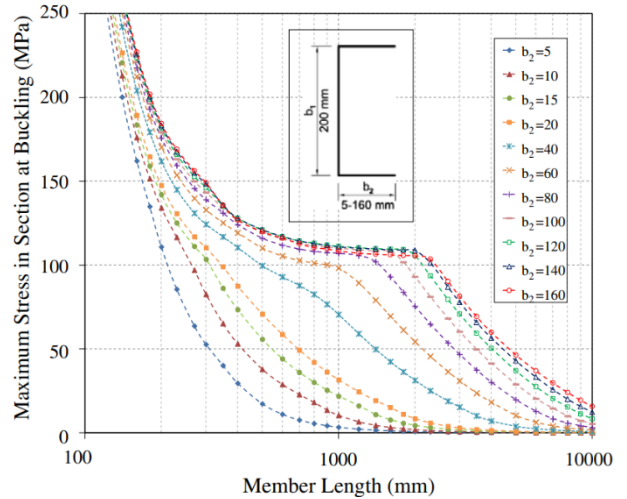 Maximum Stress in Section at Buckling (MPa)
250
200
150
100
50
0
100
1000
10000
Member Length (mm)
b₁
200 mm
b₂
5-160 mm
b₂=5
b₂=10
b₂=15
b₂=20
b₂=40
b₂=60
b₂=80
b₂=100
b₂=120
b₂=140
b₂=160